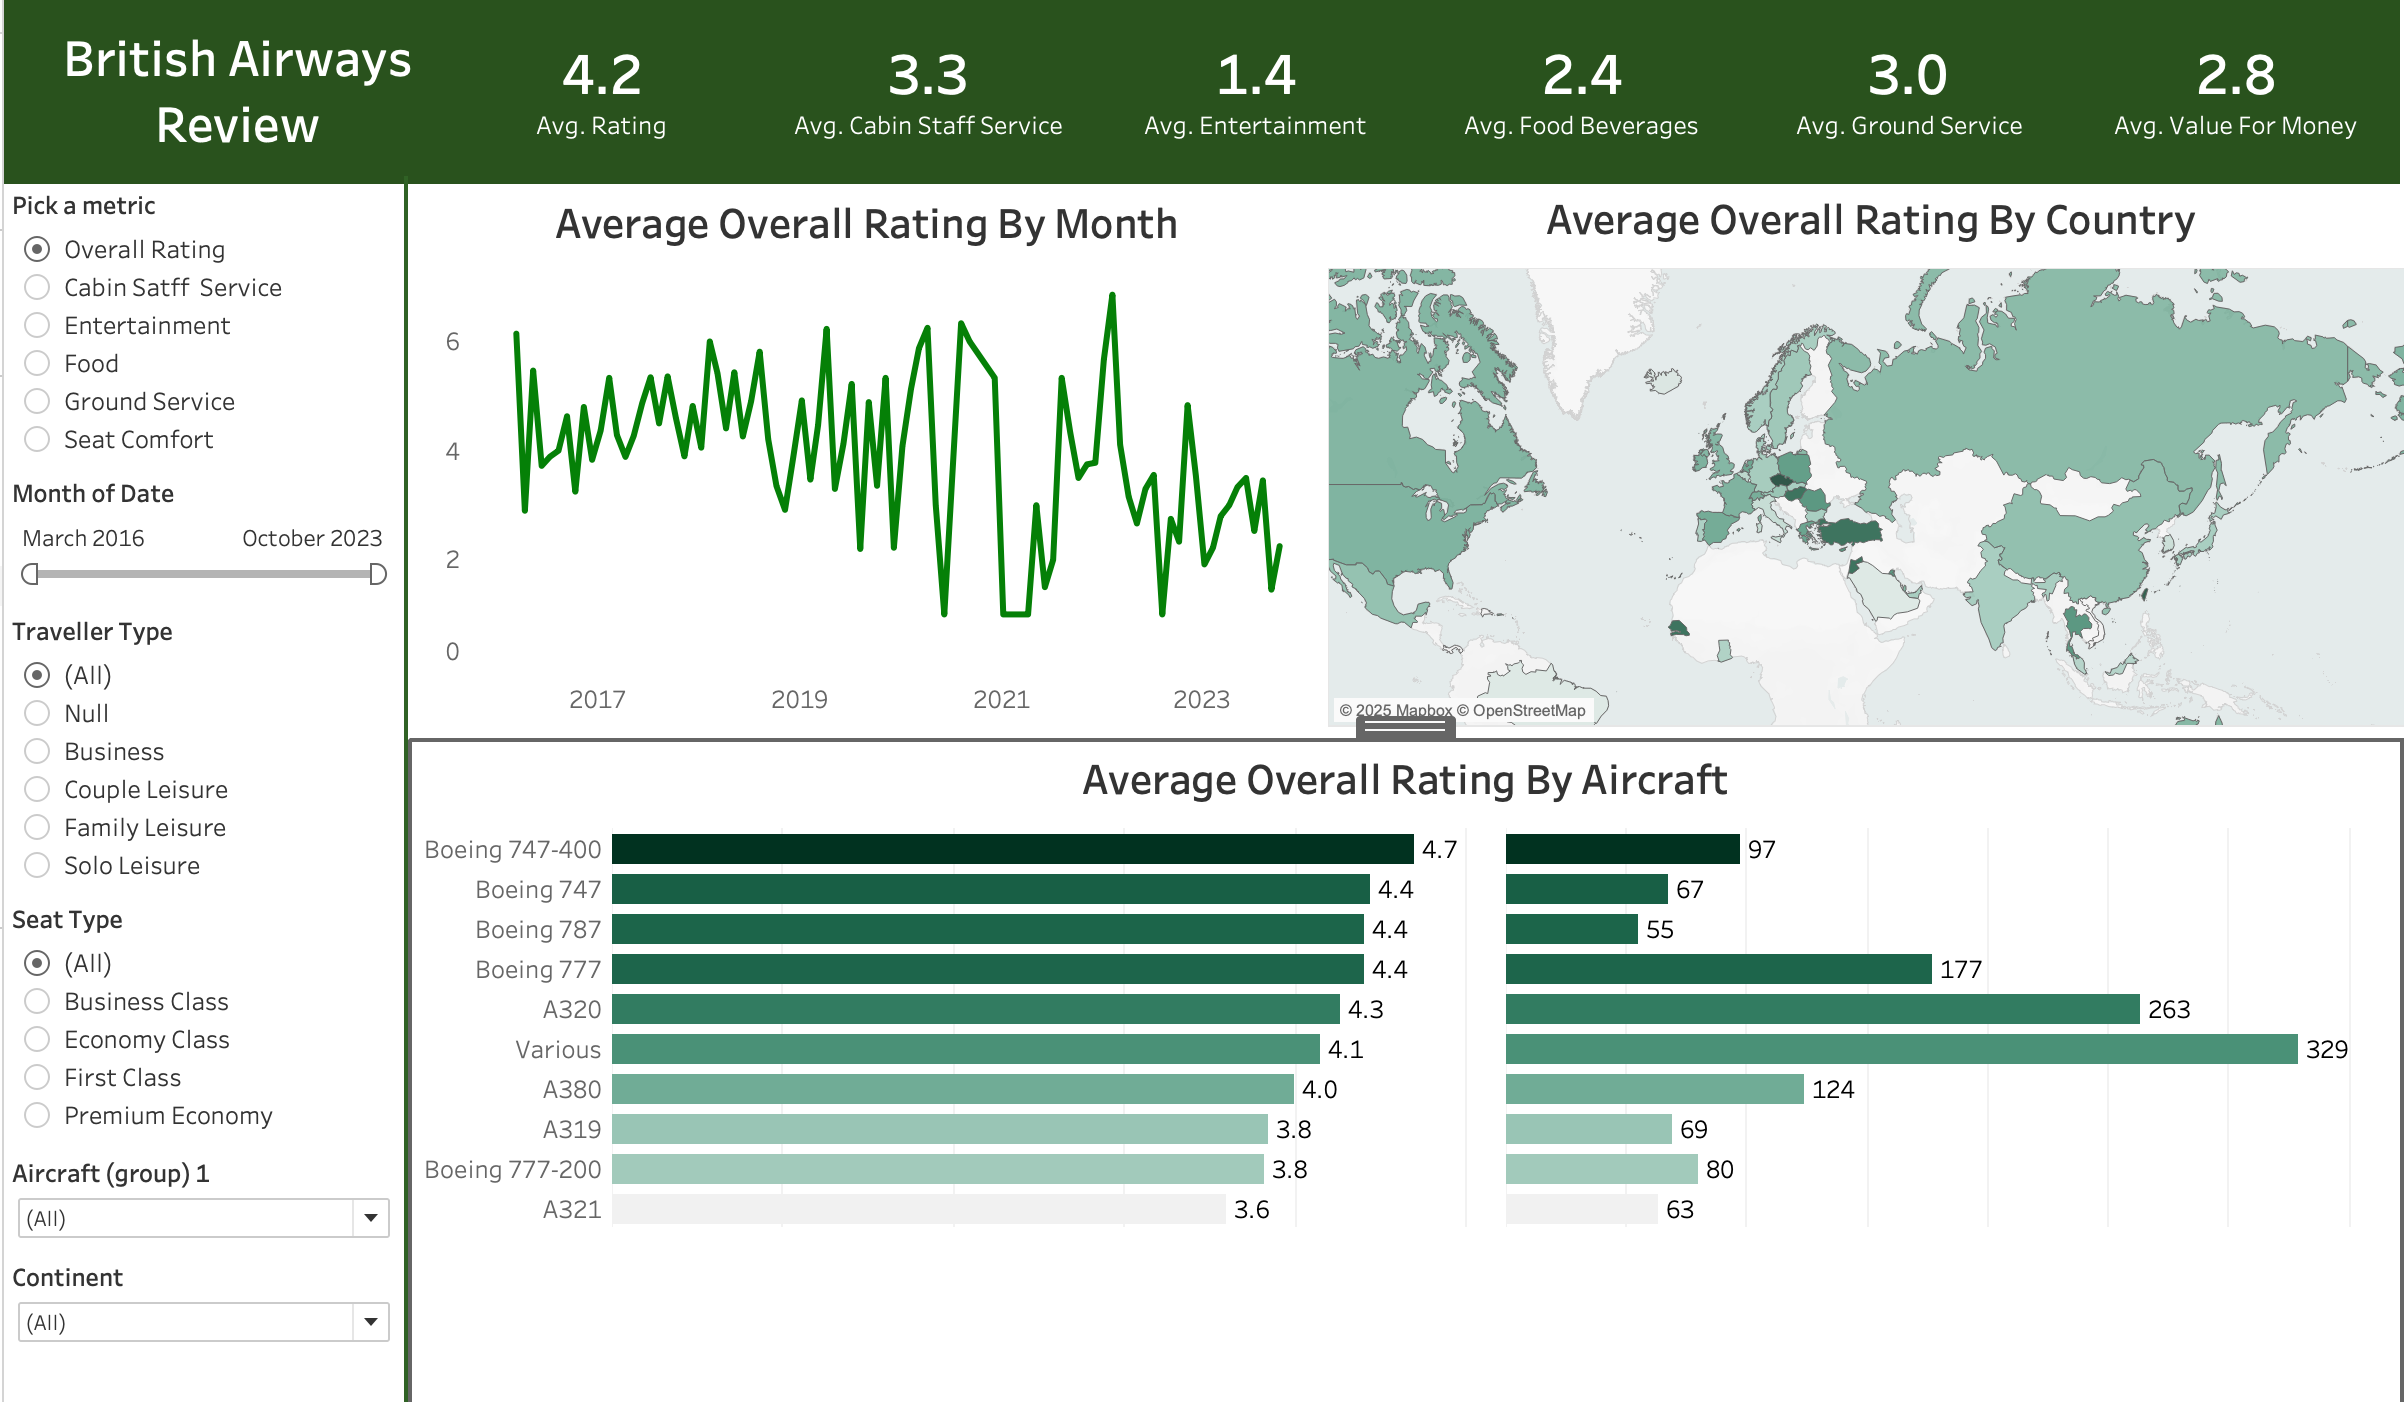 British Airways
Review
4.2
Avg. Rating
3.3
Avg. Cabin Staff Service
1.4
Avg. Entertainment
2.4
Avg. Food Beverages
3.0
Avg. Ground Service
2.8
Avg. Value For Money
Pick a metric
Overall Rating
Cabin Satff Service
Entertainment
Food
Ground Service
Seat Comfort
Month of Date
March 2016
October 2023
Traveller Type
(All)
Null
Business
Couple Leisure
Family Leisure
Solo Leisure
Seat Type
(All)
Business Class
Economy Class
First Class
Premium Economy
Aircraft (group) 1
(All)
Continent
(All)
Average Overall Rating By Month
6
4
2
0
2017
2019
2021
2023
Average Overall Rating By Country
© 2025 Mapbox © OpenStreetMap
Average Overall Rating By Aircraft
Boeing 747-400 4.7 97
Boeing 747 4.4 67
Boeing 787 4.4 55
Boeing 777 4.4 177
A320 4.3 263
Various 4.1 329
A380 4.0 124
A319 3.8 69
Boeing 777-200 3.8 80
A321 3.6 63